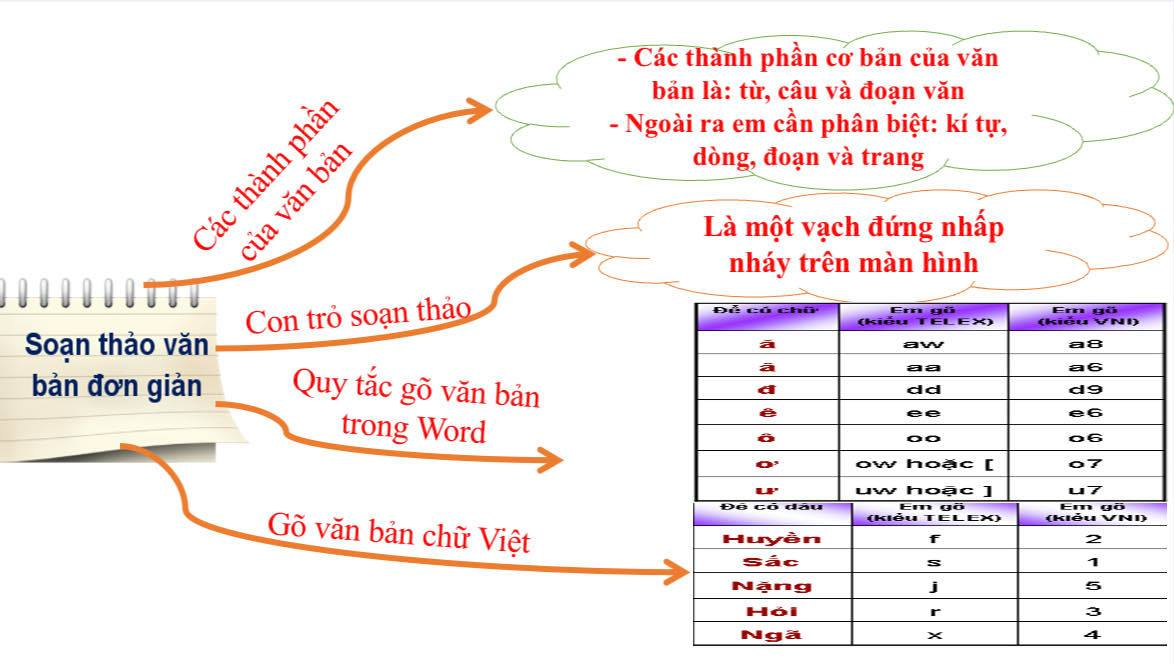 Soạn thảo văn
bản đơn giản
Các thành phần
của văn bản
- Các thành phần cơ bản của văn
bản là: từ, câu và đoạn văn
- Ngoài ra em cần phân biệt: kí tự,
dòng, đoạn và trang
Con trỏ soạn thảo
Là một vạch đứng nhấp
nháy trên màn hình
Quy tắc gõ văn bản
trong Word
Gõ văn bản chữ Việt
Để có chữ Em gõ (kiểu TELEX) Em gõ (kiểu VNI)
ă aw a8
â aa a6
đ dd d9
ê ee e6
ô oo o6
ơ ow hoặc [ o7
ư uw hoặc ] u7
Để có dấu Em gõ (kiểu TELEX) Em gõ (kiểu VNI)
Huyền f 2
Sắc s 1
Nặng j 5
Hỏi r 3
Ngã x 4